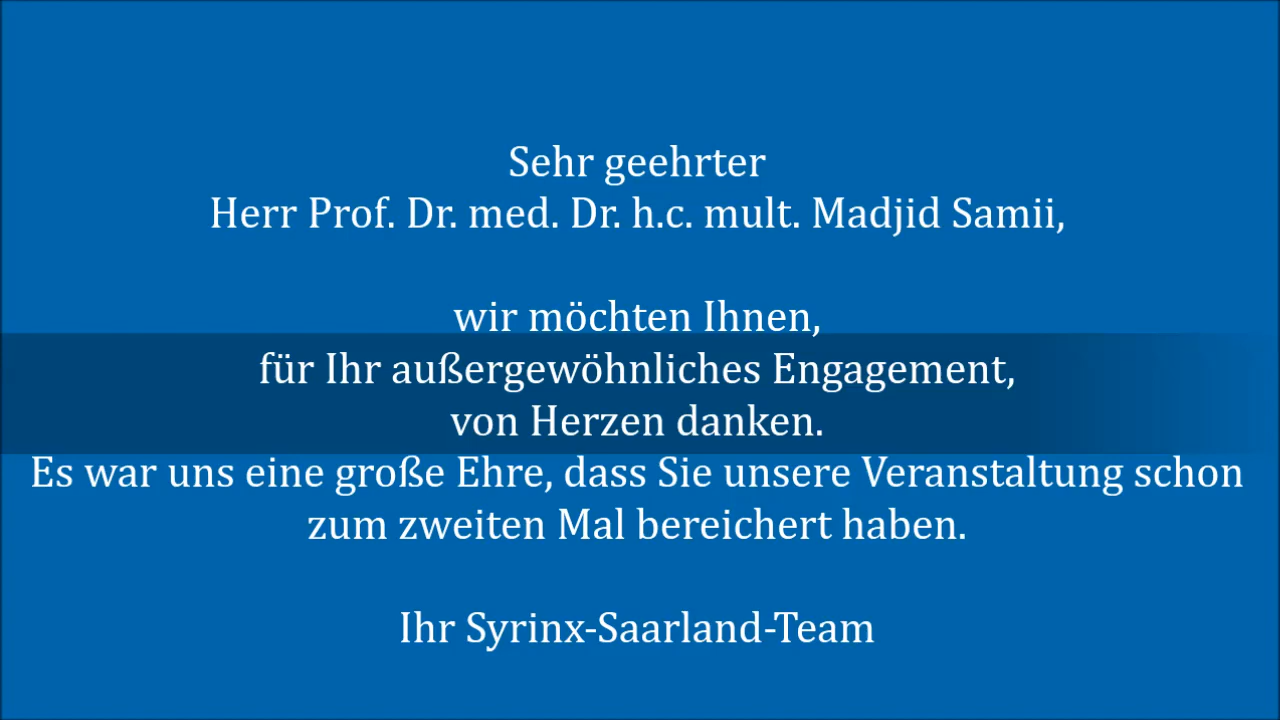 Sehr geehrter
Herr Prof. Dr. med. Dr. h.c. mult. Madjid Samii,
wir möchten Ihnen,
für Ihr außergewöhnliches Engagement,
von Herzen danken.
Es war uns eine große Ehre, dass Sie unsere Veranstaltung schon
zum zweiten Mal bereichert haben.
Ihr Syrinx-Saarland-Team